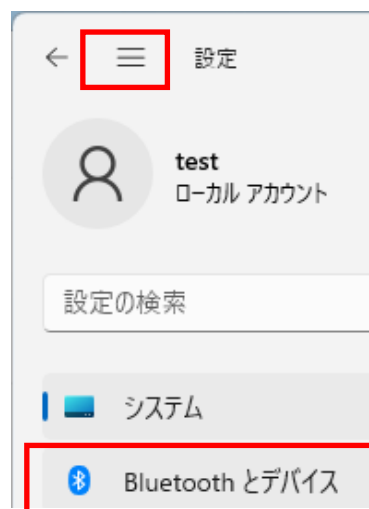 設定
test
ローカル アカウント
設定の検索
システム
Bluetooth とデバイス